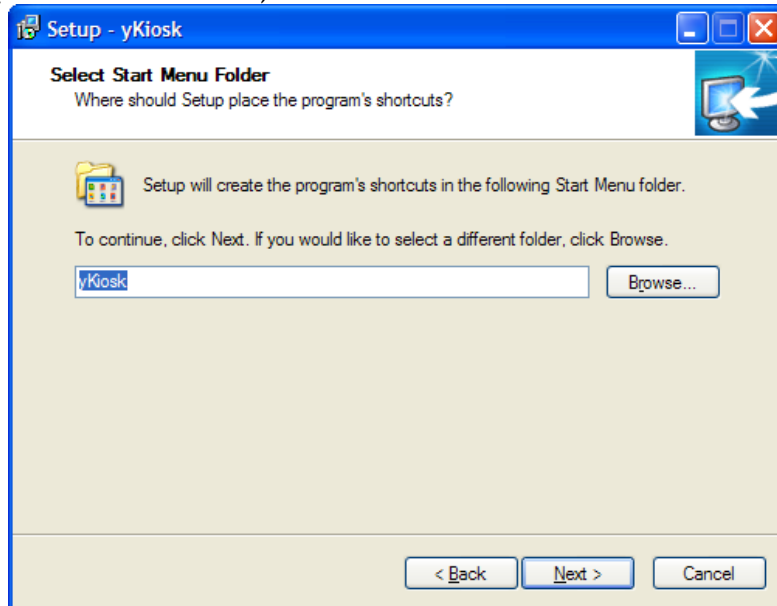 Setup - yKiosk
Select Start Menu Folder
Where should Setup place the program's shortcuts?
Setup will create the program's shortcuts in the following Start Menu folder.
To continue, click Next. If you would like to select a different folder, click Browse.
yKiosk
Browse...
< Back
Next >
Cancel